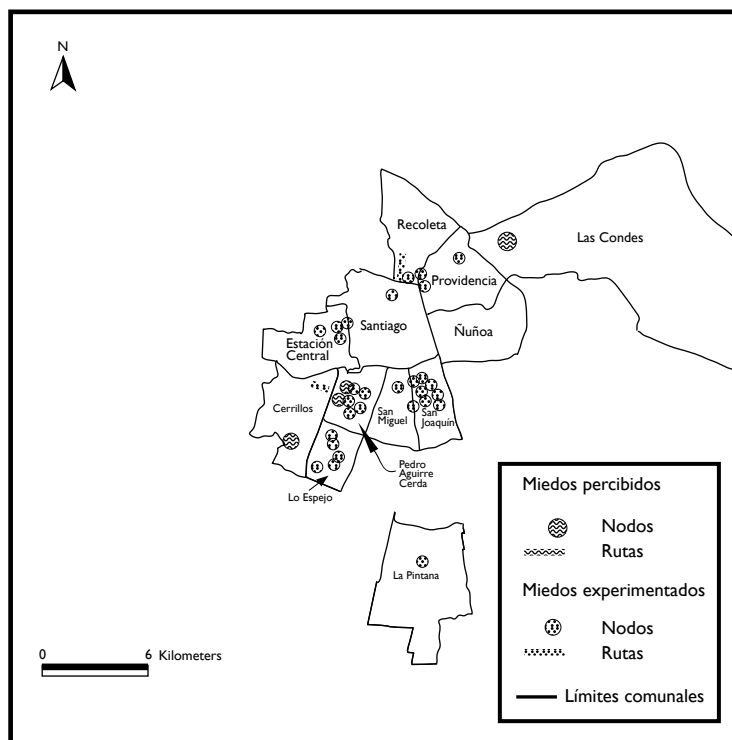 N
Recoleta
Las Condes
Providencia
Santiago
Ñuñoa
Estación
Central
Cerrillos
San
Miguel
San
Joaquín
Pedro
Aguirre
Cerda
Lo Espejo
La Pintana
0 6 Kilometers
Miedos percibidos
Nodos
Rutas
Miedos experimentados
Nodos
Rutas
Límites comunales